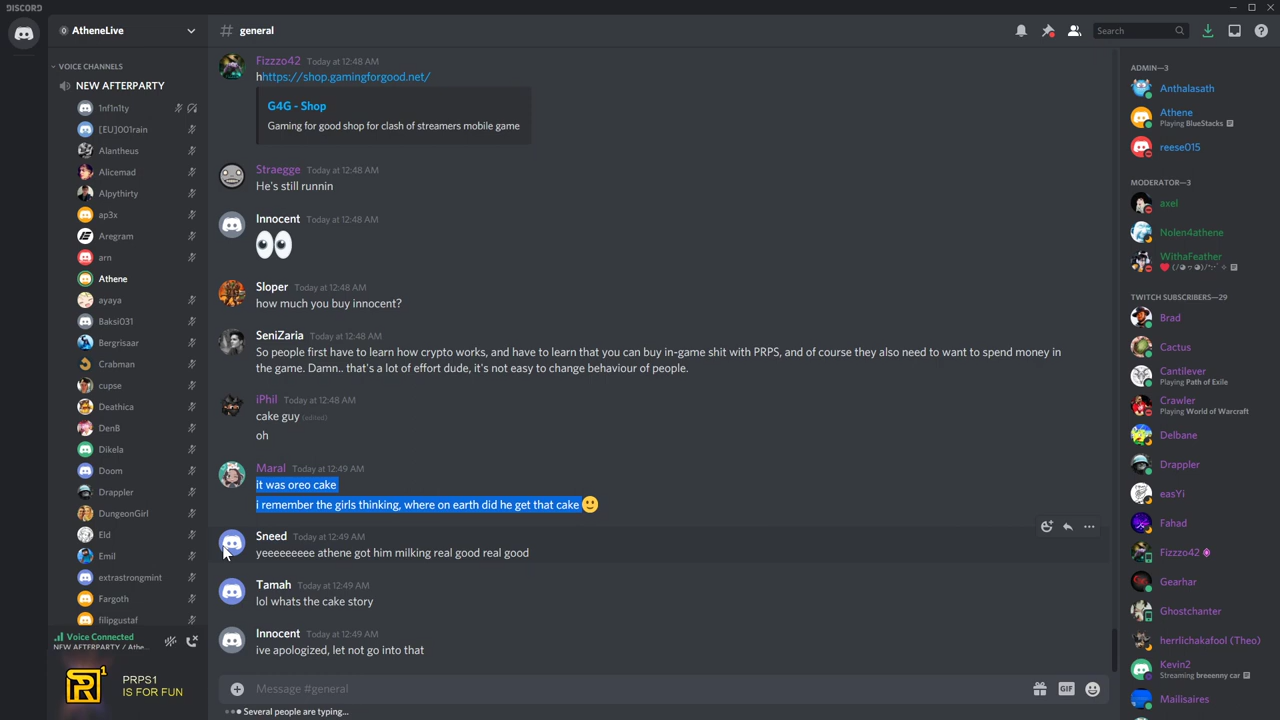 DISCORD
AtheneLive
general
Search
VOICE CHANNELS
NEW AFTERPARTY
1nf1n1ty
[EU]001rain
Alantheus
Alicemad
Alpythirty
ap3x
Aregram
arn
Athene
ayaya
Baksi031
Bergrisaar
Crabman
cupse
Deathica
DenB
Dikela
Doom
Drappler
DungeonGirl
Eld
Emil
extrastrongmint
Fargoth
filipgustaf
Voice Connected
NEW AFTERPARTY / Athe...
PRPS1
IS FOR FUN
Fizzzo42 Today at 12:48 AM
hhttps://shop.gamingforgood.net/
G4G - Shop
Gaming for good shop for clash of streamers mobile game
Straegge Today at 12:48 AM
He's still runnin
Innocent Today at 12:48 AM
Sloper Today at 12:48 AM
how much you buy innocent?
SeniZaria Today at 12:48 AM
So people first have to learn how crypto works, and have to learn that you can buy in-game shit with PRPS, and of course they also need to want to spend money in
the game. Damn.. that's a lot of effort dude, it's not easy to change behaviour of people.
iPhil Today at 12:48 AM
cake guy (edited)
oh
Maral Today at 12:49 AM
it was oreo cake
i remember the girls thinking, where on earth did he get that cake
Sneed Today at 12:49 AM
yeeeeeeeee athene got him milking real good real good
Tamah Today at 12:49 AM
lol whats the cake story
Innocent Today at 12:49 AM
ive apologized, let not go into that
Message #general
GIF
Several people are typing...
ADMIN—3
Anthalasath
Athene
Playing BlueStacks
reese015
MODERATOR—3
axel
Nolen4athene
WithaFeather
TWITCH SUBSCRIBERS—29
Brad
Cactus
Cantilever
Playing Path of Exile
Crawler
Playing World of Warcraft
Delbane
Drappler
easYi
Fahad
Fizzzo42
Gearhar
Ghostchanter
herrlichakafool (Theo)
Kevin2
Streaming breeenny car
Mailisaires